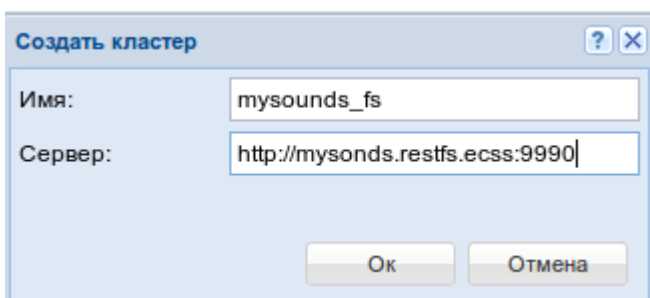 Создать кластер ?
Имя: mysounds_fs
Сервер: http://mysonds.restfs.ecss:9990
Ок Отмена